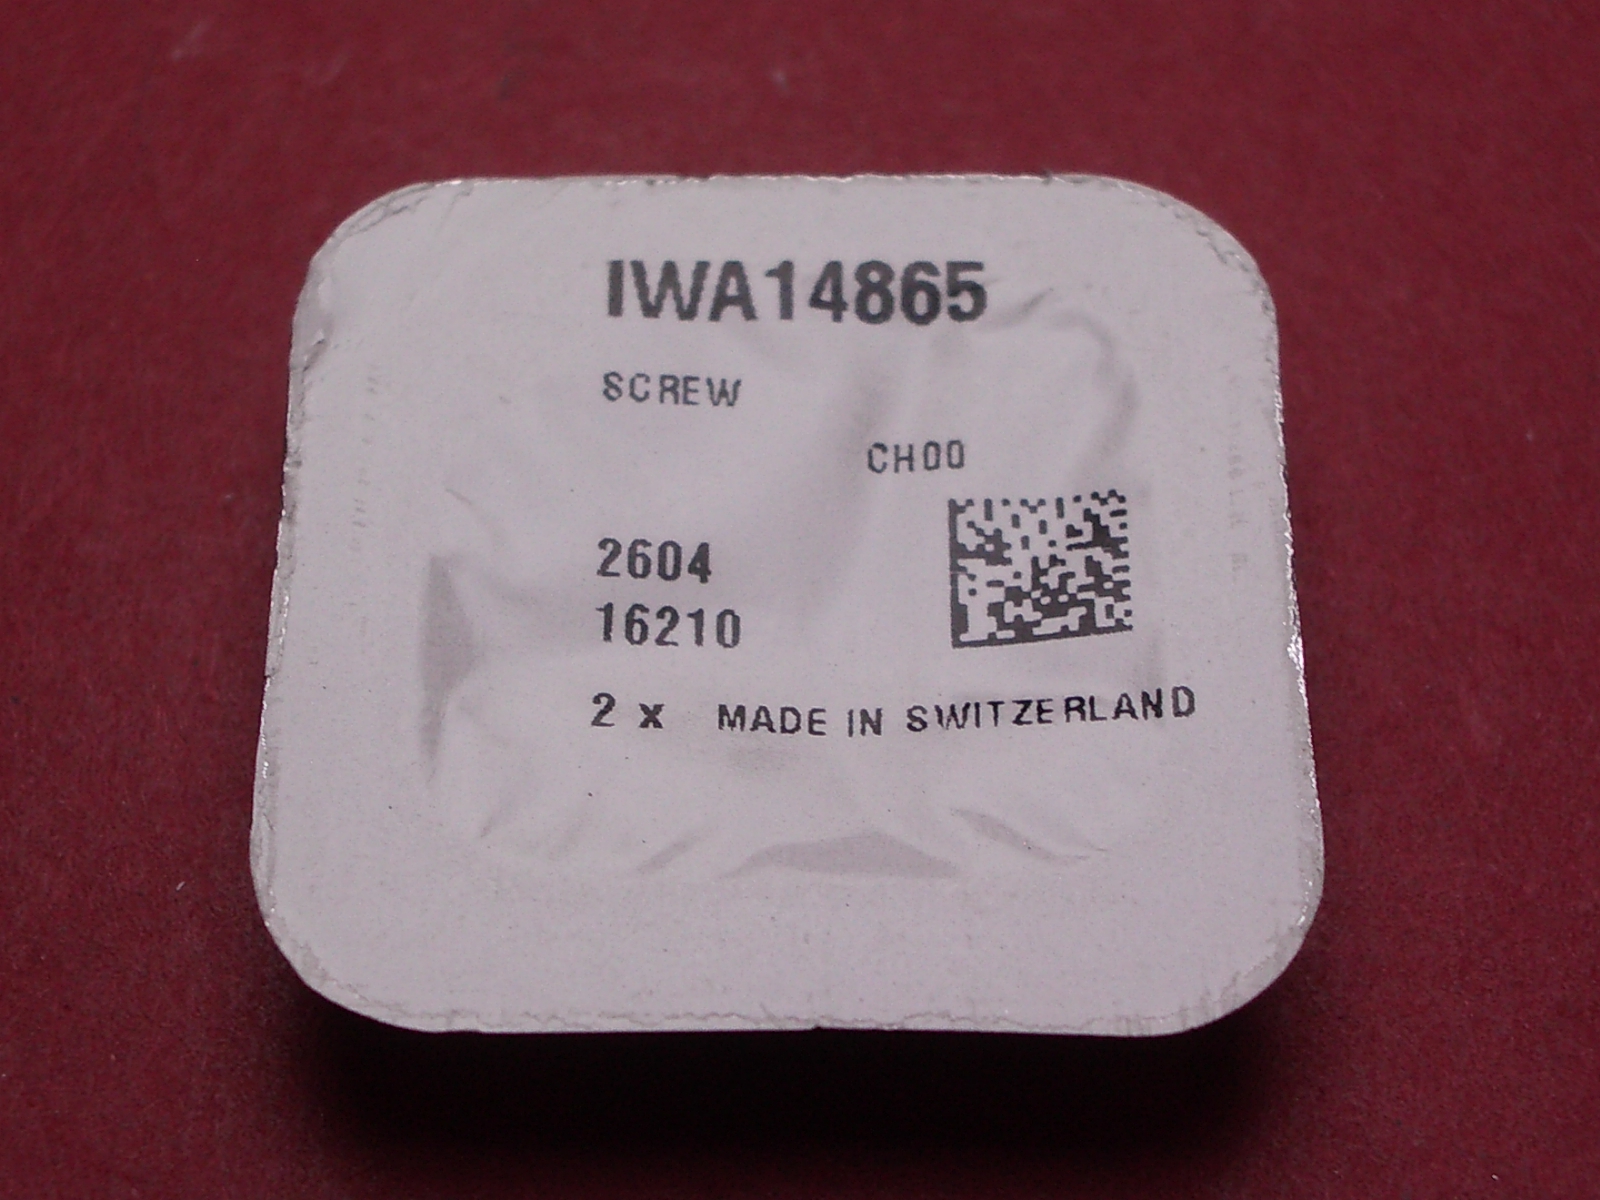 IWA14865
SCREW
CH00
2604
16210
2 x MADE IN SWITZERLAND